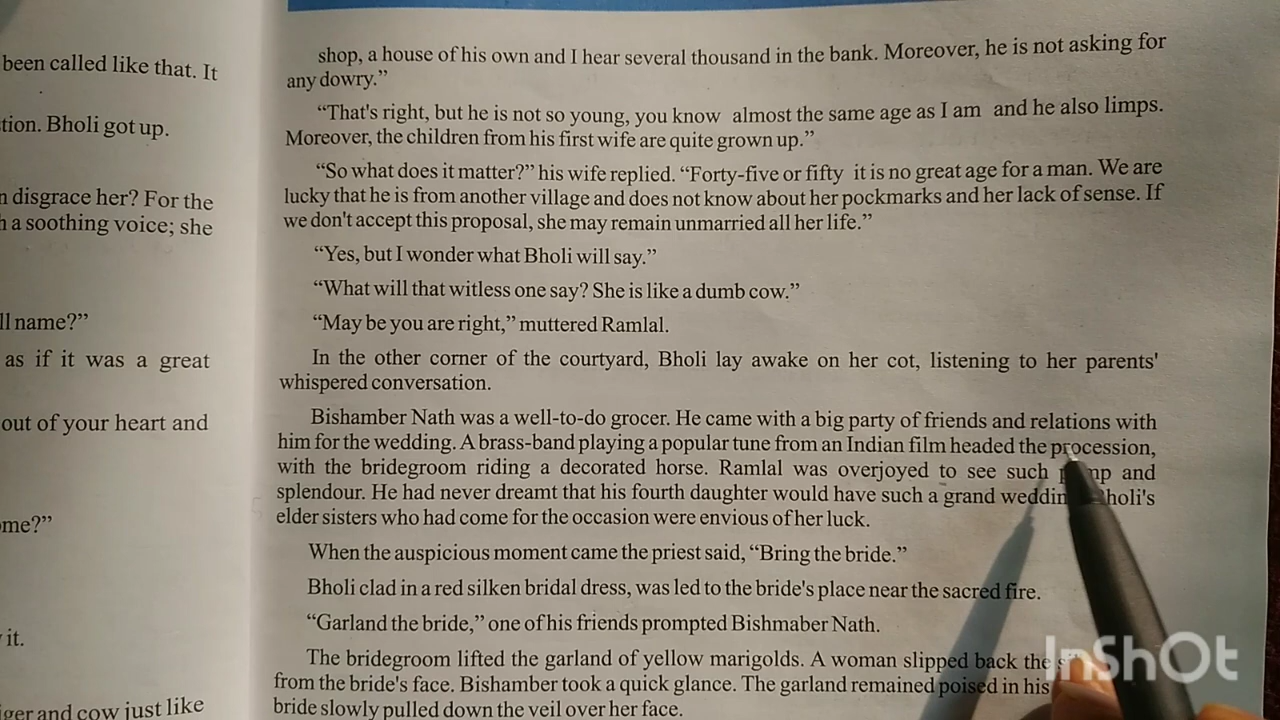 been called like that. It
tion. Bholi got up.
disgrace her? For the
a soothing voice; she
ll name?”
as if it was a great
out of your heart and
ome?”
it.
iger and cow just like
shop, a house of his own and I hear several thousand in the bank. Moreover, he is not asking for
any dowry.”
“That's right, but he is not so young, you know almost the same age as I am and he also limps.
Moreover, the children from his first wife are quite grown up.”
“So what does it matter?” his wife replied. “Forty-five or fifty it is no great age for a man. We are
lucky that he is from another village and does not know about her pockmarks and her lack of sense. If
we don't accept this proposal, she may remain unmarried all her life.”
“Yes, but I wonder what Bholi will say.”
“What will that witless one say? She is like a dumb cow.”
“May be you are right,” muttered Ramlal.
In the other corner of the courtyard, Bholi lay awake on her cot, listening to her parents'
whispered conversation.
Bishamber Nath was a well-to-do grocer. He came with a big party of friends and relations with
him for the wedding. A brass-band playing a popular tune from an Indian film headed the procession,
with the bridegroom riding a decorated horse. Ramlal was overjoyed to see such pomp and
splendour. He had never dreamt that his fourth daughter would have such a grand wedding. Bholi's
elder sisters who had come for the occasion were envious of her luck.
When the auspicious moment came the priest said, “Bring the bride.”
Bholi clad in a red silken bridal dress, was led to the bride's place near the sacred fire.
“Garland the bride,” one of his friends prompted Bishmaber Nath.
The bridegroom lifted the garland of yellow marigolds. A woman slipped back the
from the bride's face. Bishamber took a quick glance. The garland remained poised in his
bride slowly pulled down the veil over her face.
InShOt